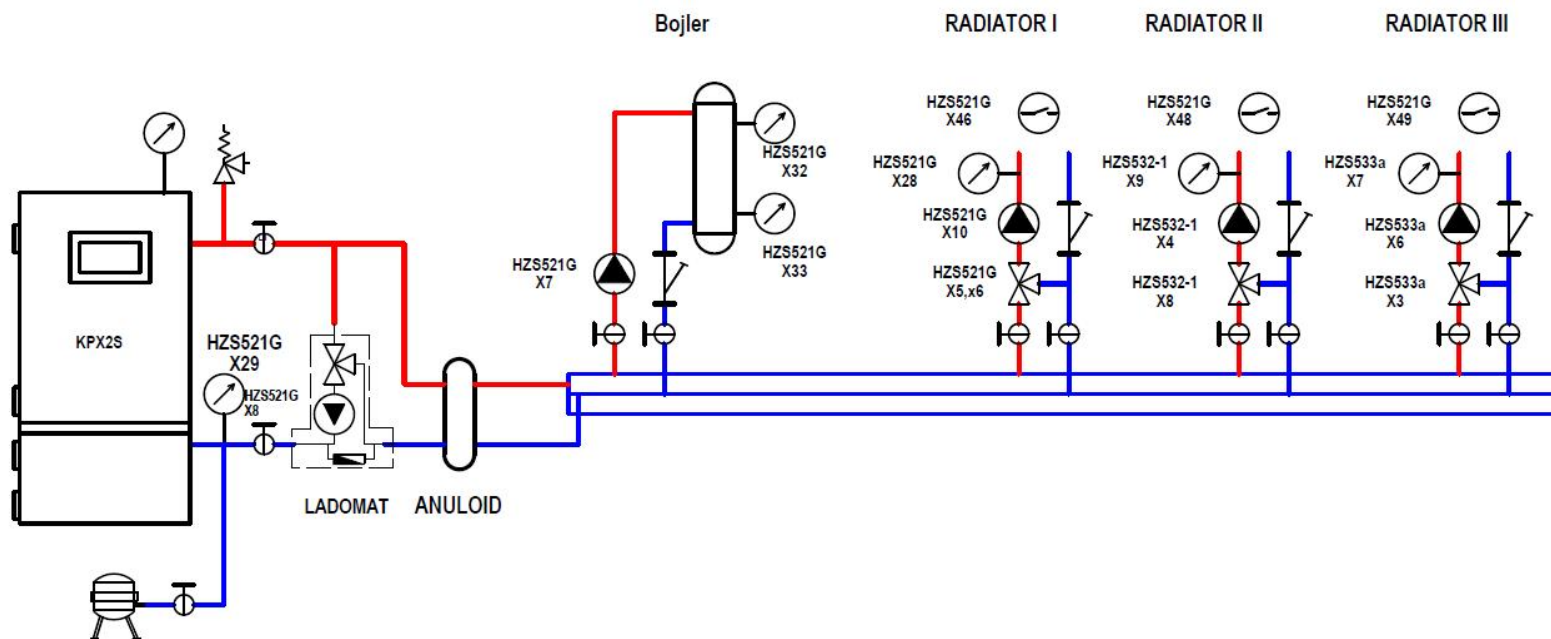 Bojler
RADIATOR I
RADIATOR II
RADIATOR III
HZS521G
X46
HZS521G
X48
HZS521G
X49
HZS521G
X32
HZS521G
X28
HZS532-1
X9
HZS533a
X7
HZS521G
X33
HZS521G
X10
HZS532-1
X4
HZS533a
X6
HZS521G
X7
HZS521G
X5,x6
HZS532-1
X8
HZS533a
X3
KPX2S
HZS521G
X29
HZS521G
X8
LADOMAT
ANULOID